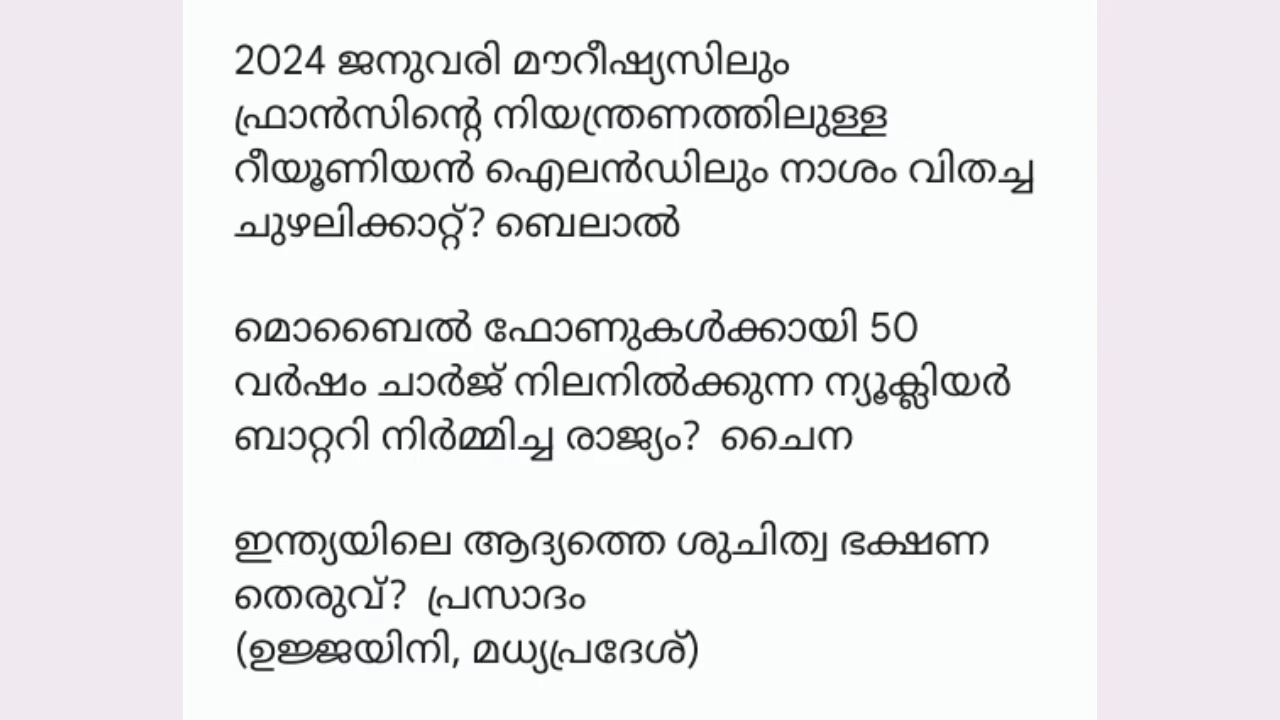 2024 ജനുവരി മൗറീഷ്യസിലും
ഫ്രാൻസിന്റെ നിയന്ത്രണത്തിലുള്ള
റീയൂണിയൻ ഐലൻഡിലും നാശം വിതച്ച
ചുഴലിക്കാറ്റ്? ബെലാൽ
മൊബൈൽ ഫോണുകൾക്കായി 50
വർഷം ചാർജ് നിലനിൽക്കുന്ന ന്യൂക്ലിയർ
ബാറ്ററി നിർമ്മിച്ച രാജ്യം? ചൈന
ഇന്ത്യയിലെ ആദ്യത്തെ ശുചിത്വ ഭക്ഷണ
തെരുവ്? പ്രസാദം
(ഉജ്ജയിനി, മധ്യപ്രദേശ്)